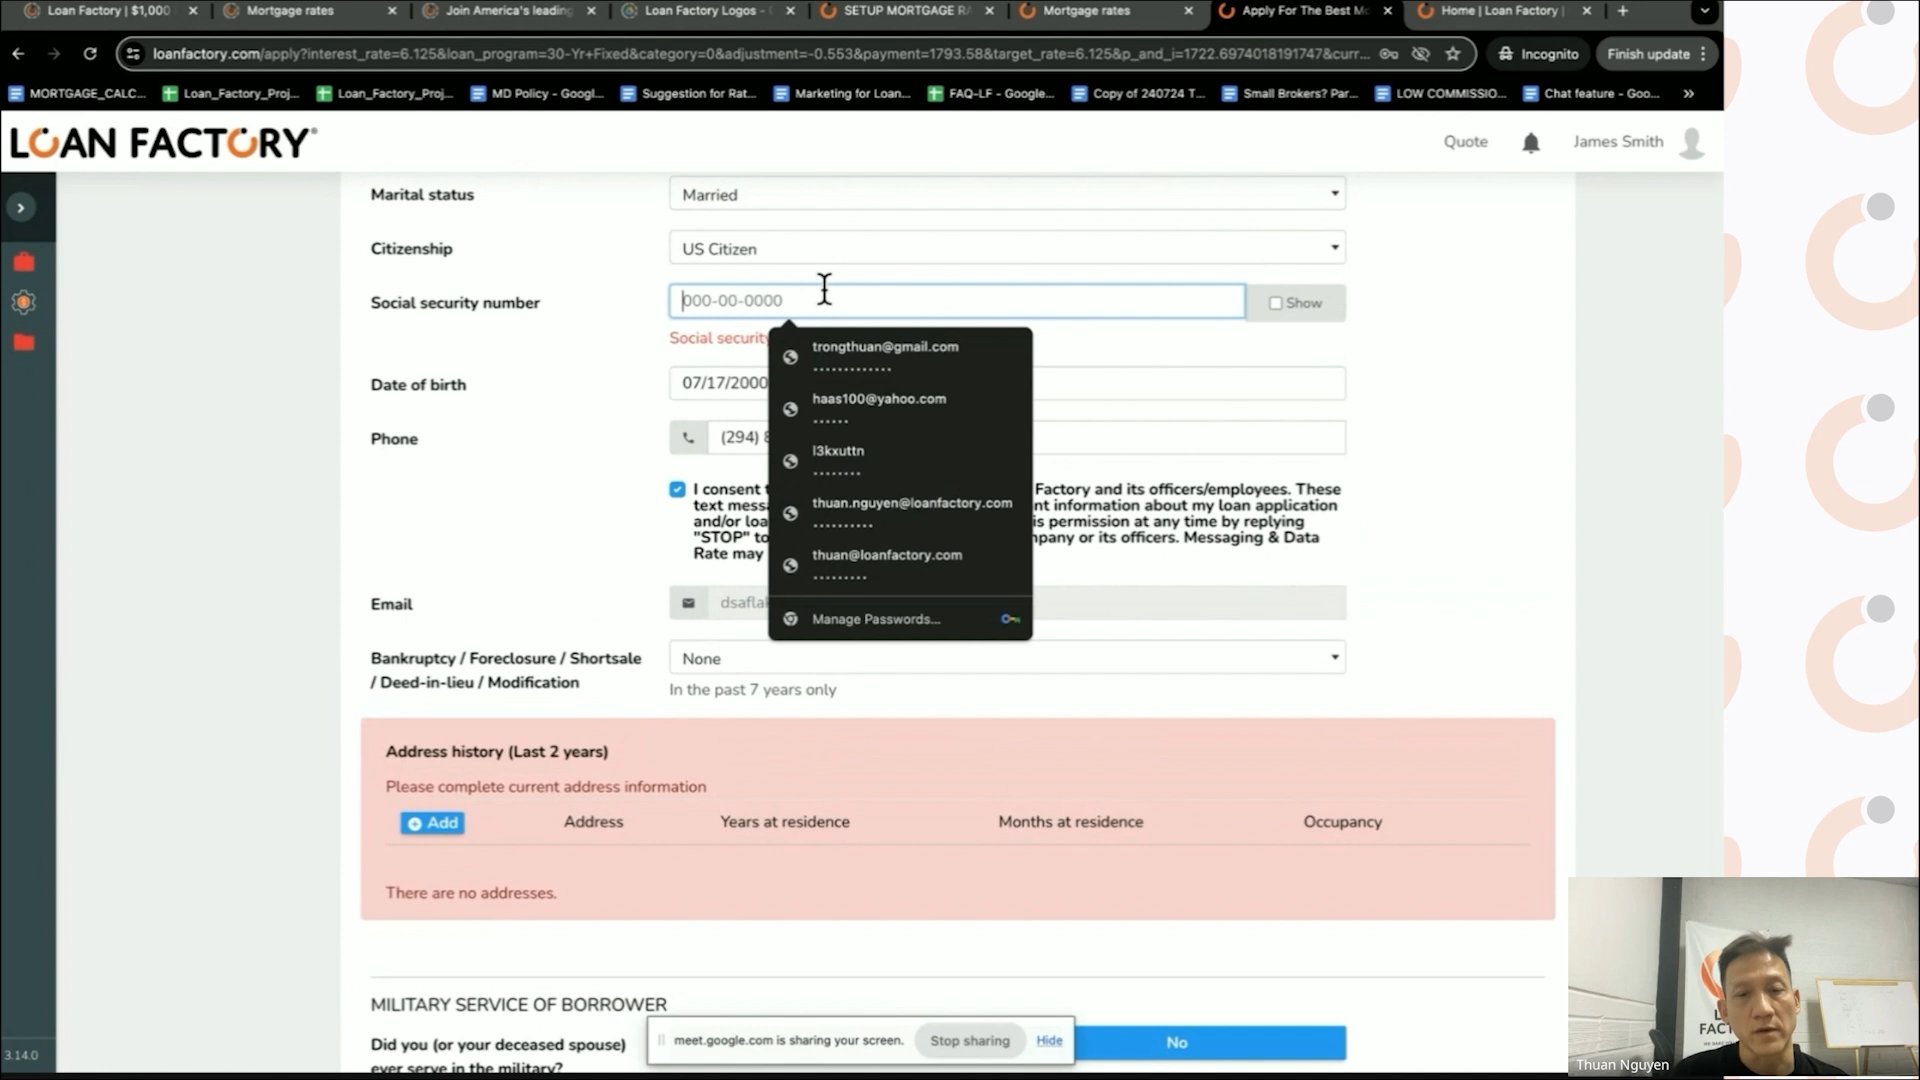 Loan Factory | $1,000
Mortgage rates
Join America's leading
Loan Factory Logos -
SETUP MORTGAGE RA
Mortgage rates
Apply For The Best Mo
Home | Loan Factory |
loanfactory.com/apply?interest_rate=6.125&loan_program=30-Yr+Fixed&category=0&adjustment=-0.553&payment=1793.58&target_rate=6.125&p_and_i=1722.6974018191747&curr...
Incognito
Finish update
MORTGAGE_CALC...
Loan_Factory_Proj...
Loan_Factory_Proj...
MD Policy - Googl...
Suggestion for Rat...
Marketing for Loan...
FAQ-LF - Google...
Copy of 240724 T...
Small Brokers? Par...
LOW COMMISSIO...
Chat feature - Goo...
»
LOAN FACTORY®
Quote
James Smith
Marital status
Married
Citizenship
US Citizen
Social security number
000-00-0000
Show
Social security
trongthuan@gmail.com
haas100@yahoo.com
l3kxuttn
thuan.nguyen@loanfactory.com
thuan@loanfactory.com
Manage Passwords...
Date of birth
07/17/2000
Phone
(294) 8
I consent t Factory and its officers/employees. These
text messa nt information about my loan application
and/or loa is permission at any time by replying
"STOP" to mpany or its officers. Messaging & Data
Rate may
Email
dsaflal
Bankruptcy / Foreclosure / Shortsale
/ Deed-in-lieu / Modification
None
In the past 7 years only
Address history (Last 2 years)
Please complete current address information
Add
Address
Years at residence
Months at residence
Occupancy
There are no addresses.
MILITARY SERVICE OF BORROWER
Did you (or your deceased spouse)
ever serve in the military?
No
meet.google.com is sharing your screen.
Stop sharing
Hide
3.14.0
L
FACT
Thuan Nguyen